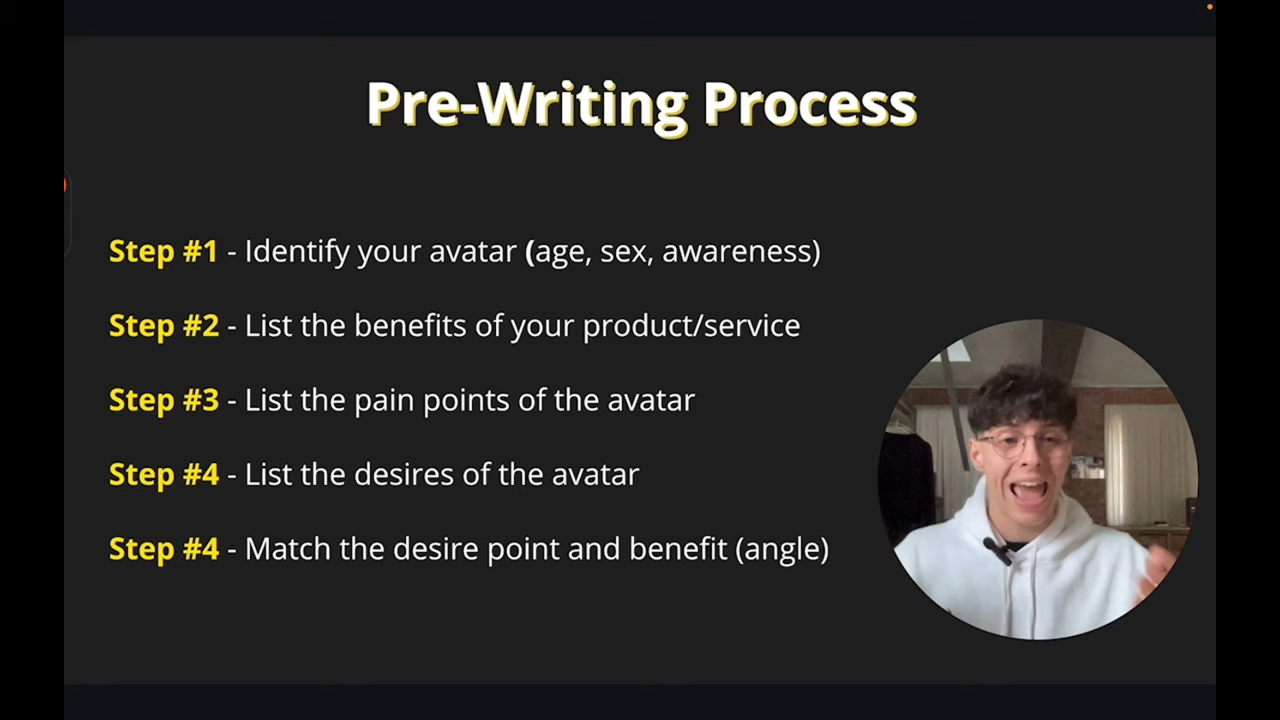 Pre-Writing Process
Step #1 - Identify your avatar (age, sex, awareness)
Step #2 - List the benefits of your product/service
Step #3 - List the pain points of the avatar
Step #4 - List the desires of the avatar
Step #4 - Match the desire point and benefit (angle)